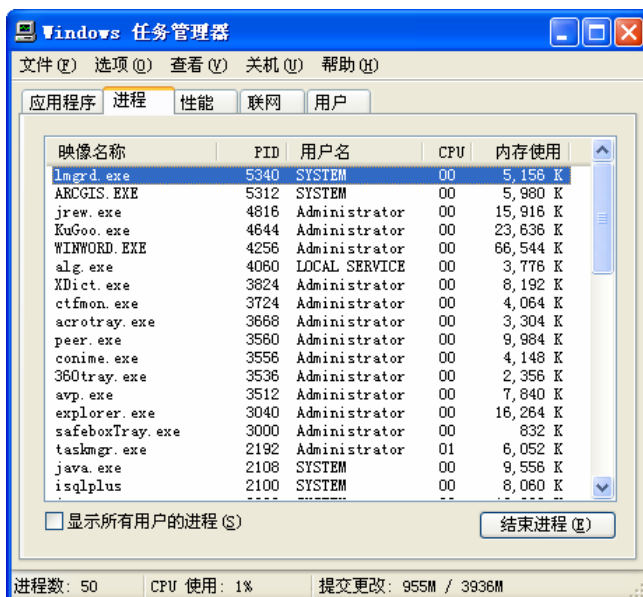 Windows 任务管理器
文件(F) 选项(O) 查看(V) 关机(U) 帮助(H)
应用程序 进程 性能 联网 用户
映像名称 PID 用户名 CPU 内存使用
lmgrd.exe 5340 SYSTEM 00 5,156 K
ARCGIS.EXE 5312 SYSTEM 00 5,980 K
jrew.exe 4816 Administrator 00 15,916 K
KuGoo.exe 4644 Administrator 00 23,636 K
WINWORD.EXE 4256 Administrator 00 66,544 K
alg.exe 4060 LOCAL SERVICE 00 3,776 K
XDict.exe 3824 Administrator 00 8,192 K
ctfmon.exe 3724 Administrator 00 4,064 K
acrotray.exe 3668 Administrator 00 3,304 K
peer.exe 3560 Administrator 00 9,984 K
conime.exe 3556 Administrator 00 4,148 K
360tray.exe 3536 Administrator 00 2,356 K
avp.exe 3512 Administrator 00 7,840 K
explorer.exe 3040 Administrator 00 16,264 K
safeboxTray.exe 3000 Administrator 00 832 K
taskmgr.exe 2192 Administrator 01 6,052 K
java.exe 2108 SYSTEM 00 9,556 K
isqlplus 2100 SYSTEM 00 8,060 K
显示所有用户的进程(S) 结束进程(E)
进程数: 50 CPU 使用: 1% 提交更改: 955M / 3936M